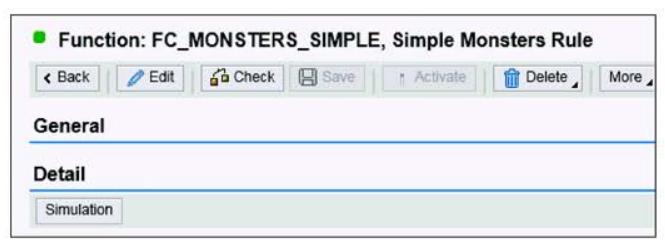 Function: FC_MONSTERS_SIMPLE, Simple Monsters Rule
Back Edit Check Save Activate Delete More
General
Detail
Simulation